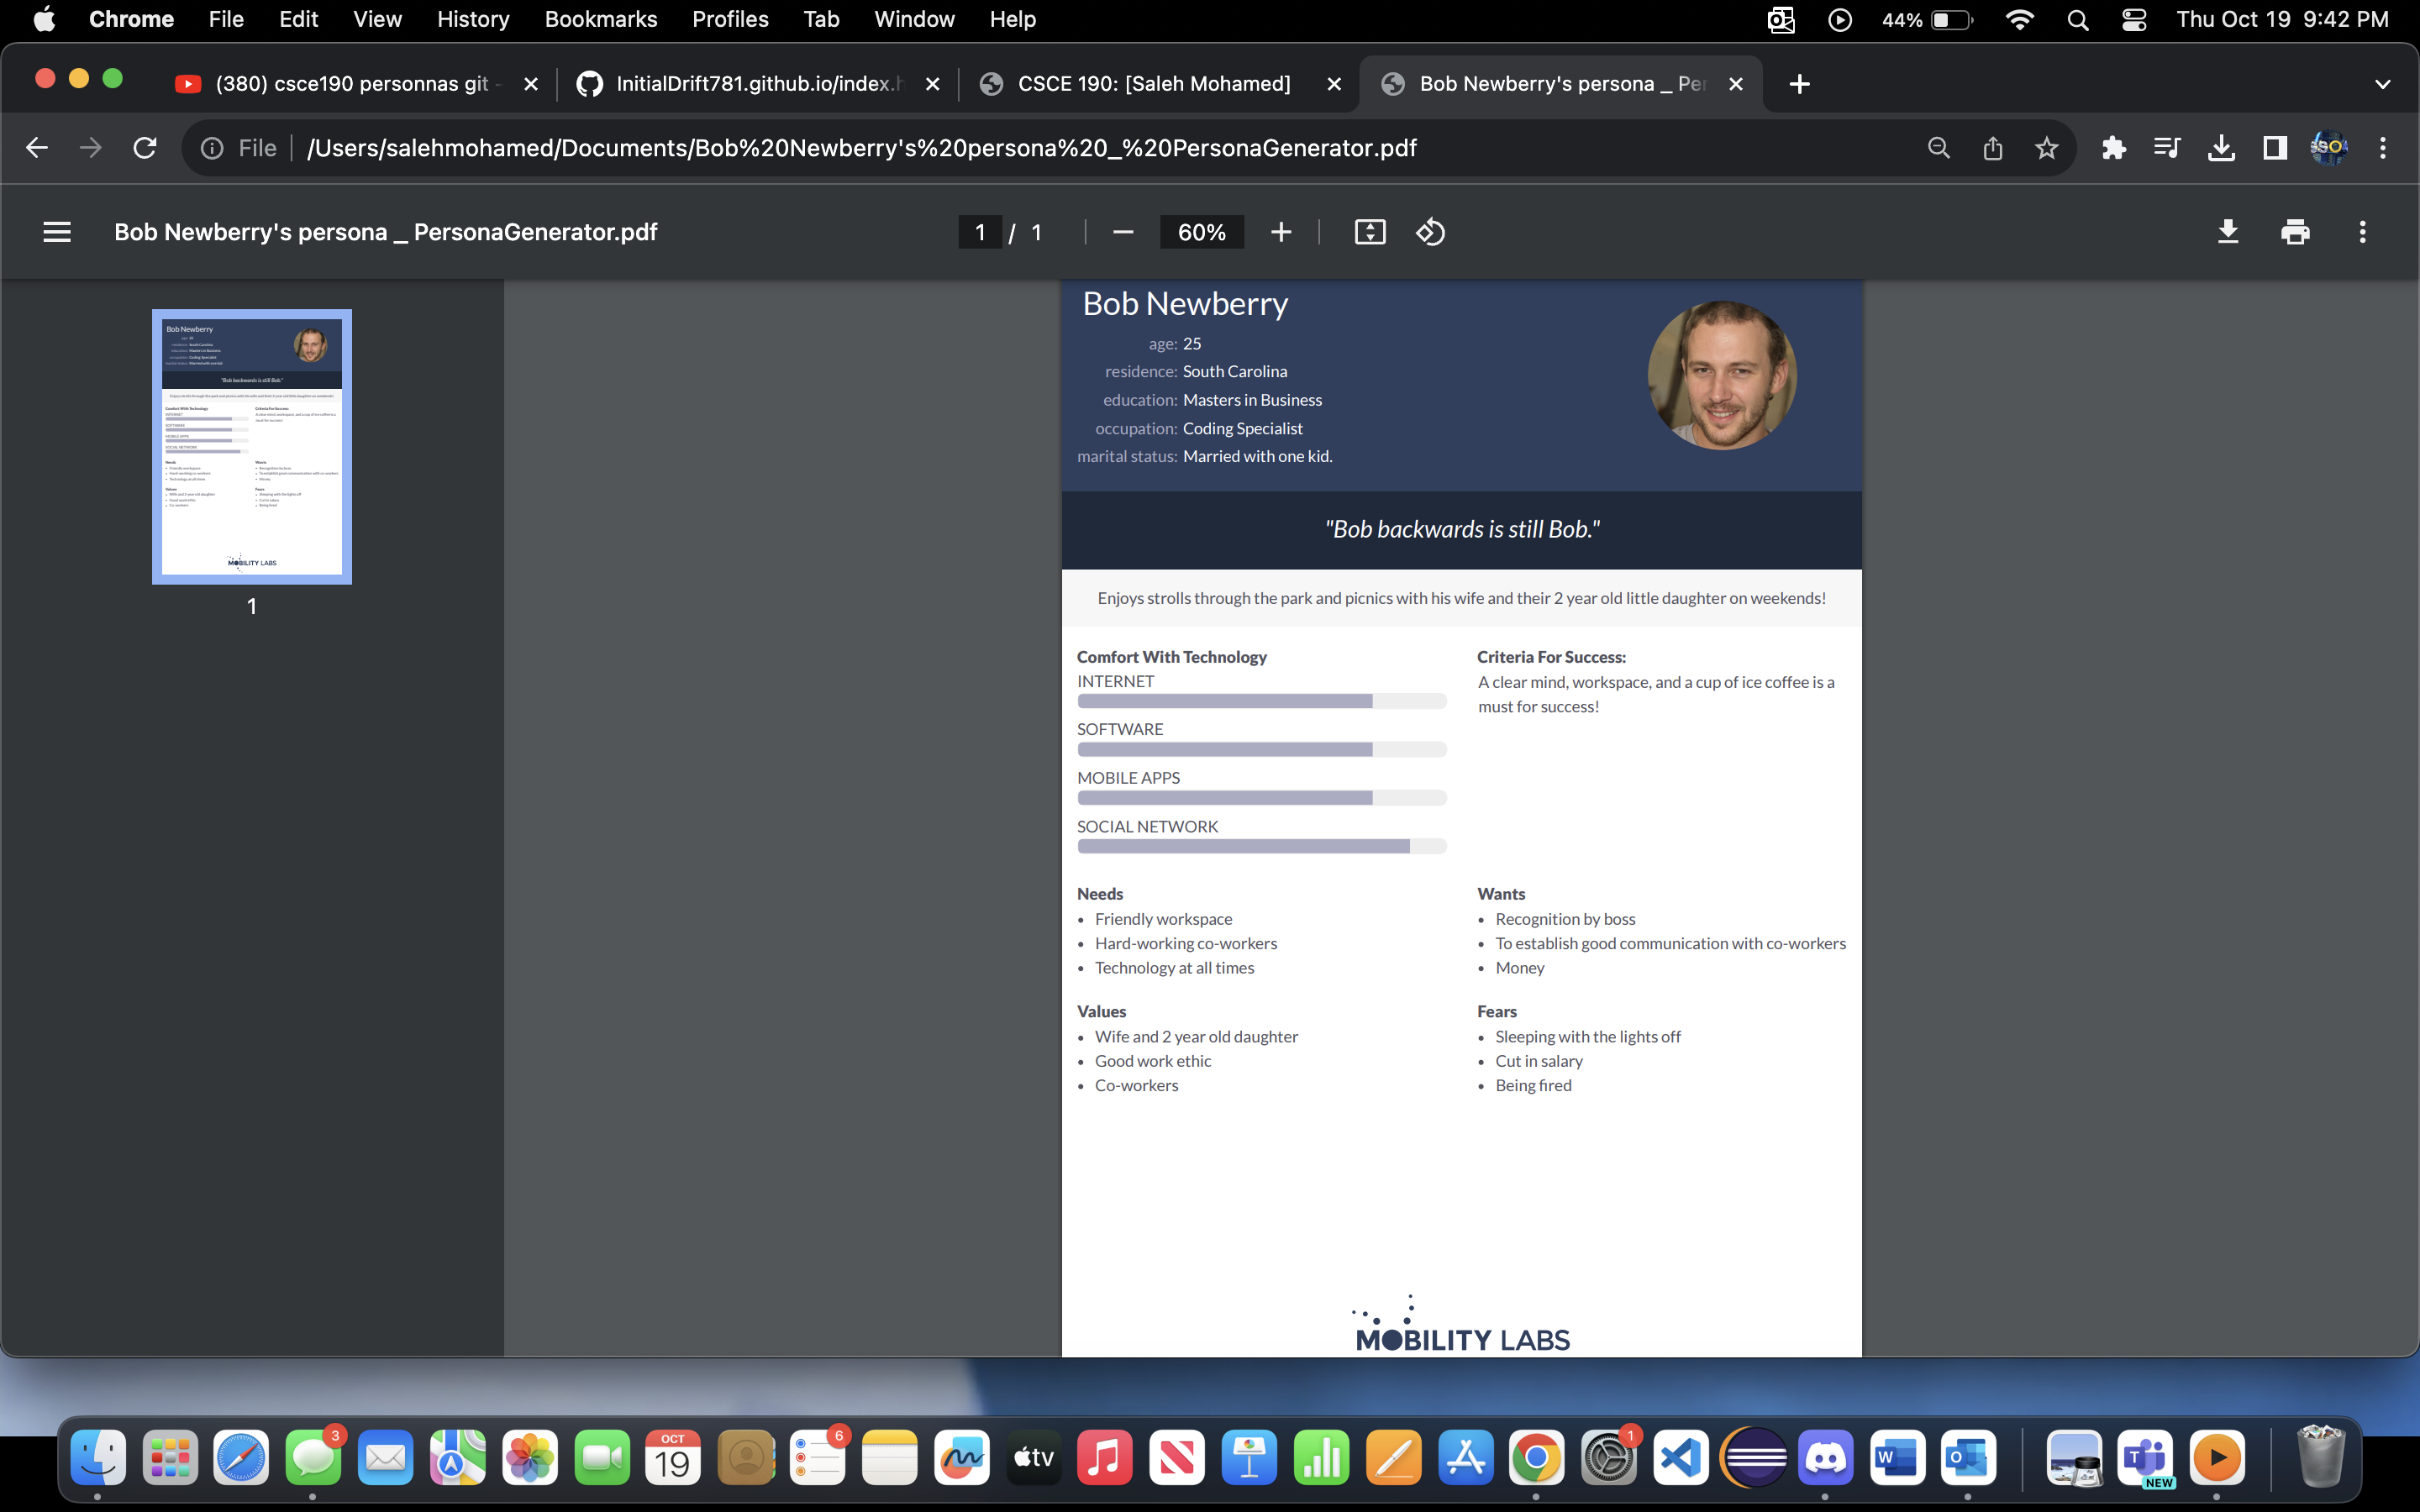 Chrome File Edit View History Bookmarks Profiles Tab Window Help 44% Thu Oct 19 9:42 PM
(380) csce190 personnas git - InitialDrift781.github.io/index.h CSCE 190: [Saleh Mohamed] Bob Newberry's persona _ Per
File /Users/salehmohamed/Documents/Bob%20Newberry's%20persona%20_%20PersonaGenerator.pdf
Bob Newberry's persona _ PersonaGenerator.pdf 1 / 1 60%
1
Bob Newberry
age: 25
residence: South Carolina
education: Masters in Business
occupation: Coding Specialist
marital status: Married with one kid.
"Bob backwards is still Bob."
Enjoys strolls through the park and picnics with his wife and their 2 year old little daughter on weekends!
Comfort With Technology
INTERNET
SOFTWARE
MOBILE APPS
SOCIAL NETWORK
Criteria For Success:
A clear mind, workspace, and a cup of ice coffee is a
must for success!
Needs
• Friendly workspace
• Hard-working co-workers
• Technology at all times
Wants
• Recognition by boss
• To establish good communication with co-workers
• Money
Values
• Wife and 2 year old daughter
• Good work ethic
• Co-workers
Fears
• Sleeping with the lights off
• Cut in salary
• Being fired
MOBILITY LABS
3 OCT 19 6 tv 1 W O T NEW